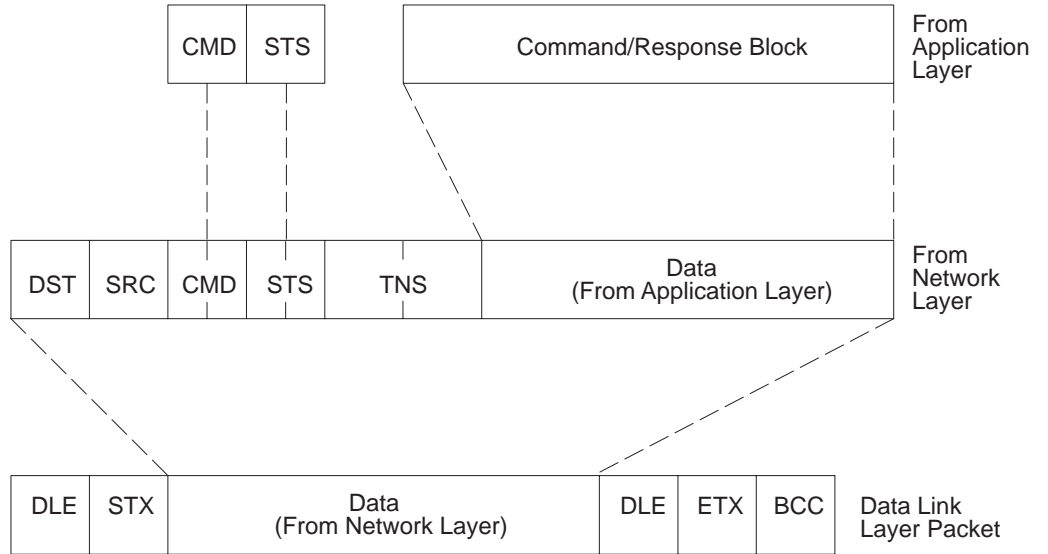 CMD STS Command/Response Block
From
Application
Layer
DST SRC CMD STS TNS
Data
(From Application Layer)
From
Network
Layer
DLE STX
Data
(From Network Layer)
DLE ETX BCC
Data Link
Layer Packet